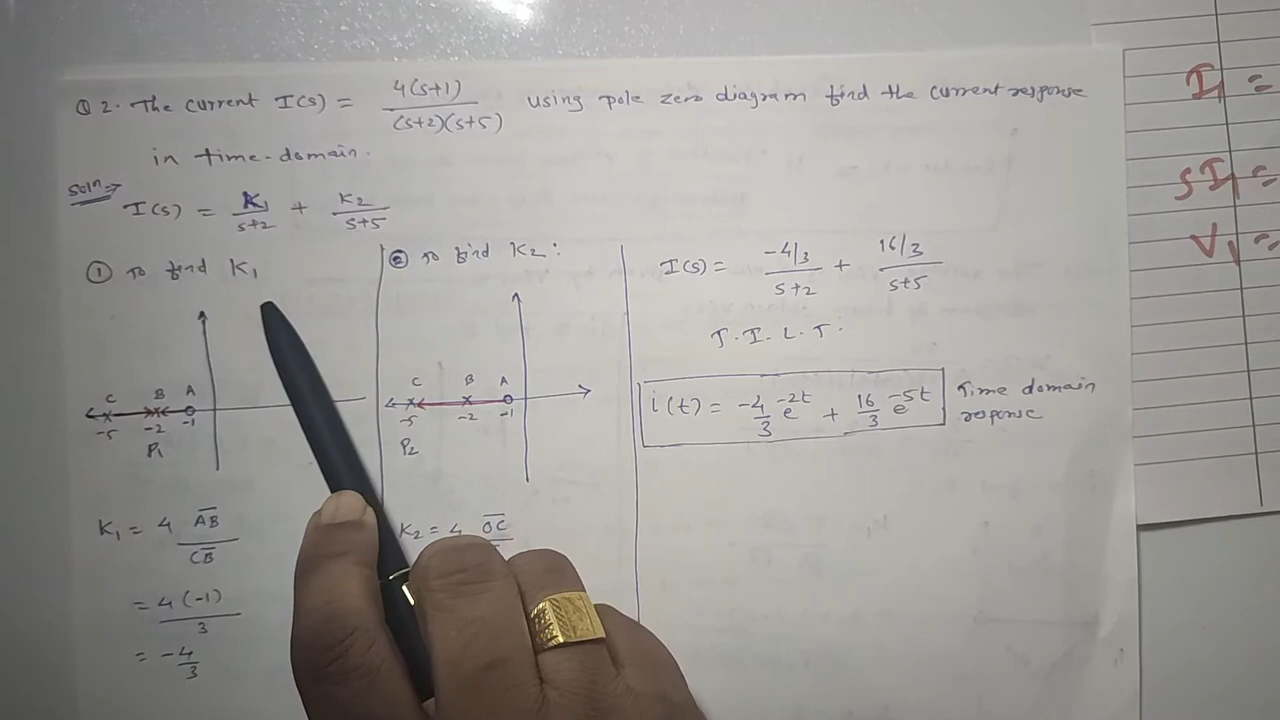 Q 2. The current I(s) = 4(s+1) / (s+2)(s+5) using pole zero diagram find the current response
in time-domain.
Soln ⇒
I(s) = K1 / s+2 + K2 / s+5
① To find K1
C B A
-5 -2 -1
P1
K1 = 4 AB / CB
= 4(-1) / 3
= -4/3
② To find K2:
C B A
-5 -2 -1
P2
K2 = 4 OC
I(s) = -4/3 / s+2 + 16/3 / s+5
T. I. L. T.
i(t) = -4/3 e^-2t + 16/3 e^-5t
Time domain
response
I1 =
SI1 =
V1 =